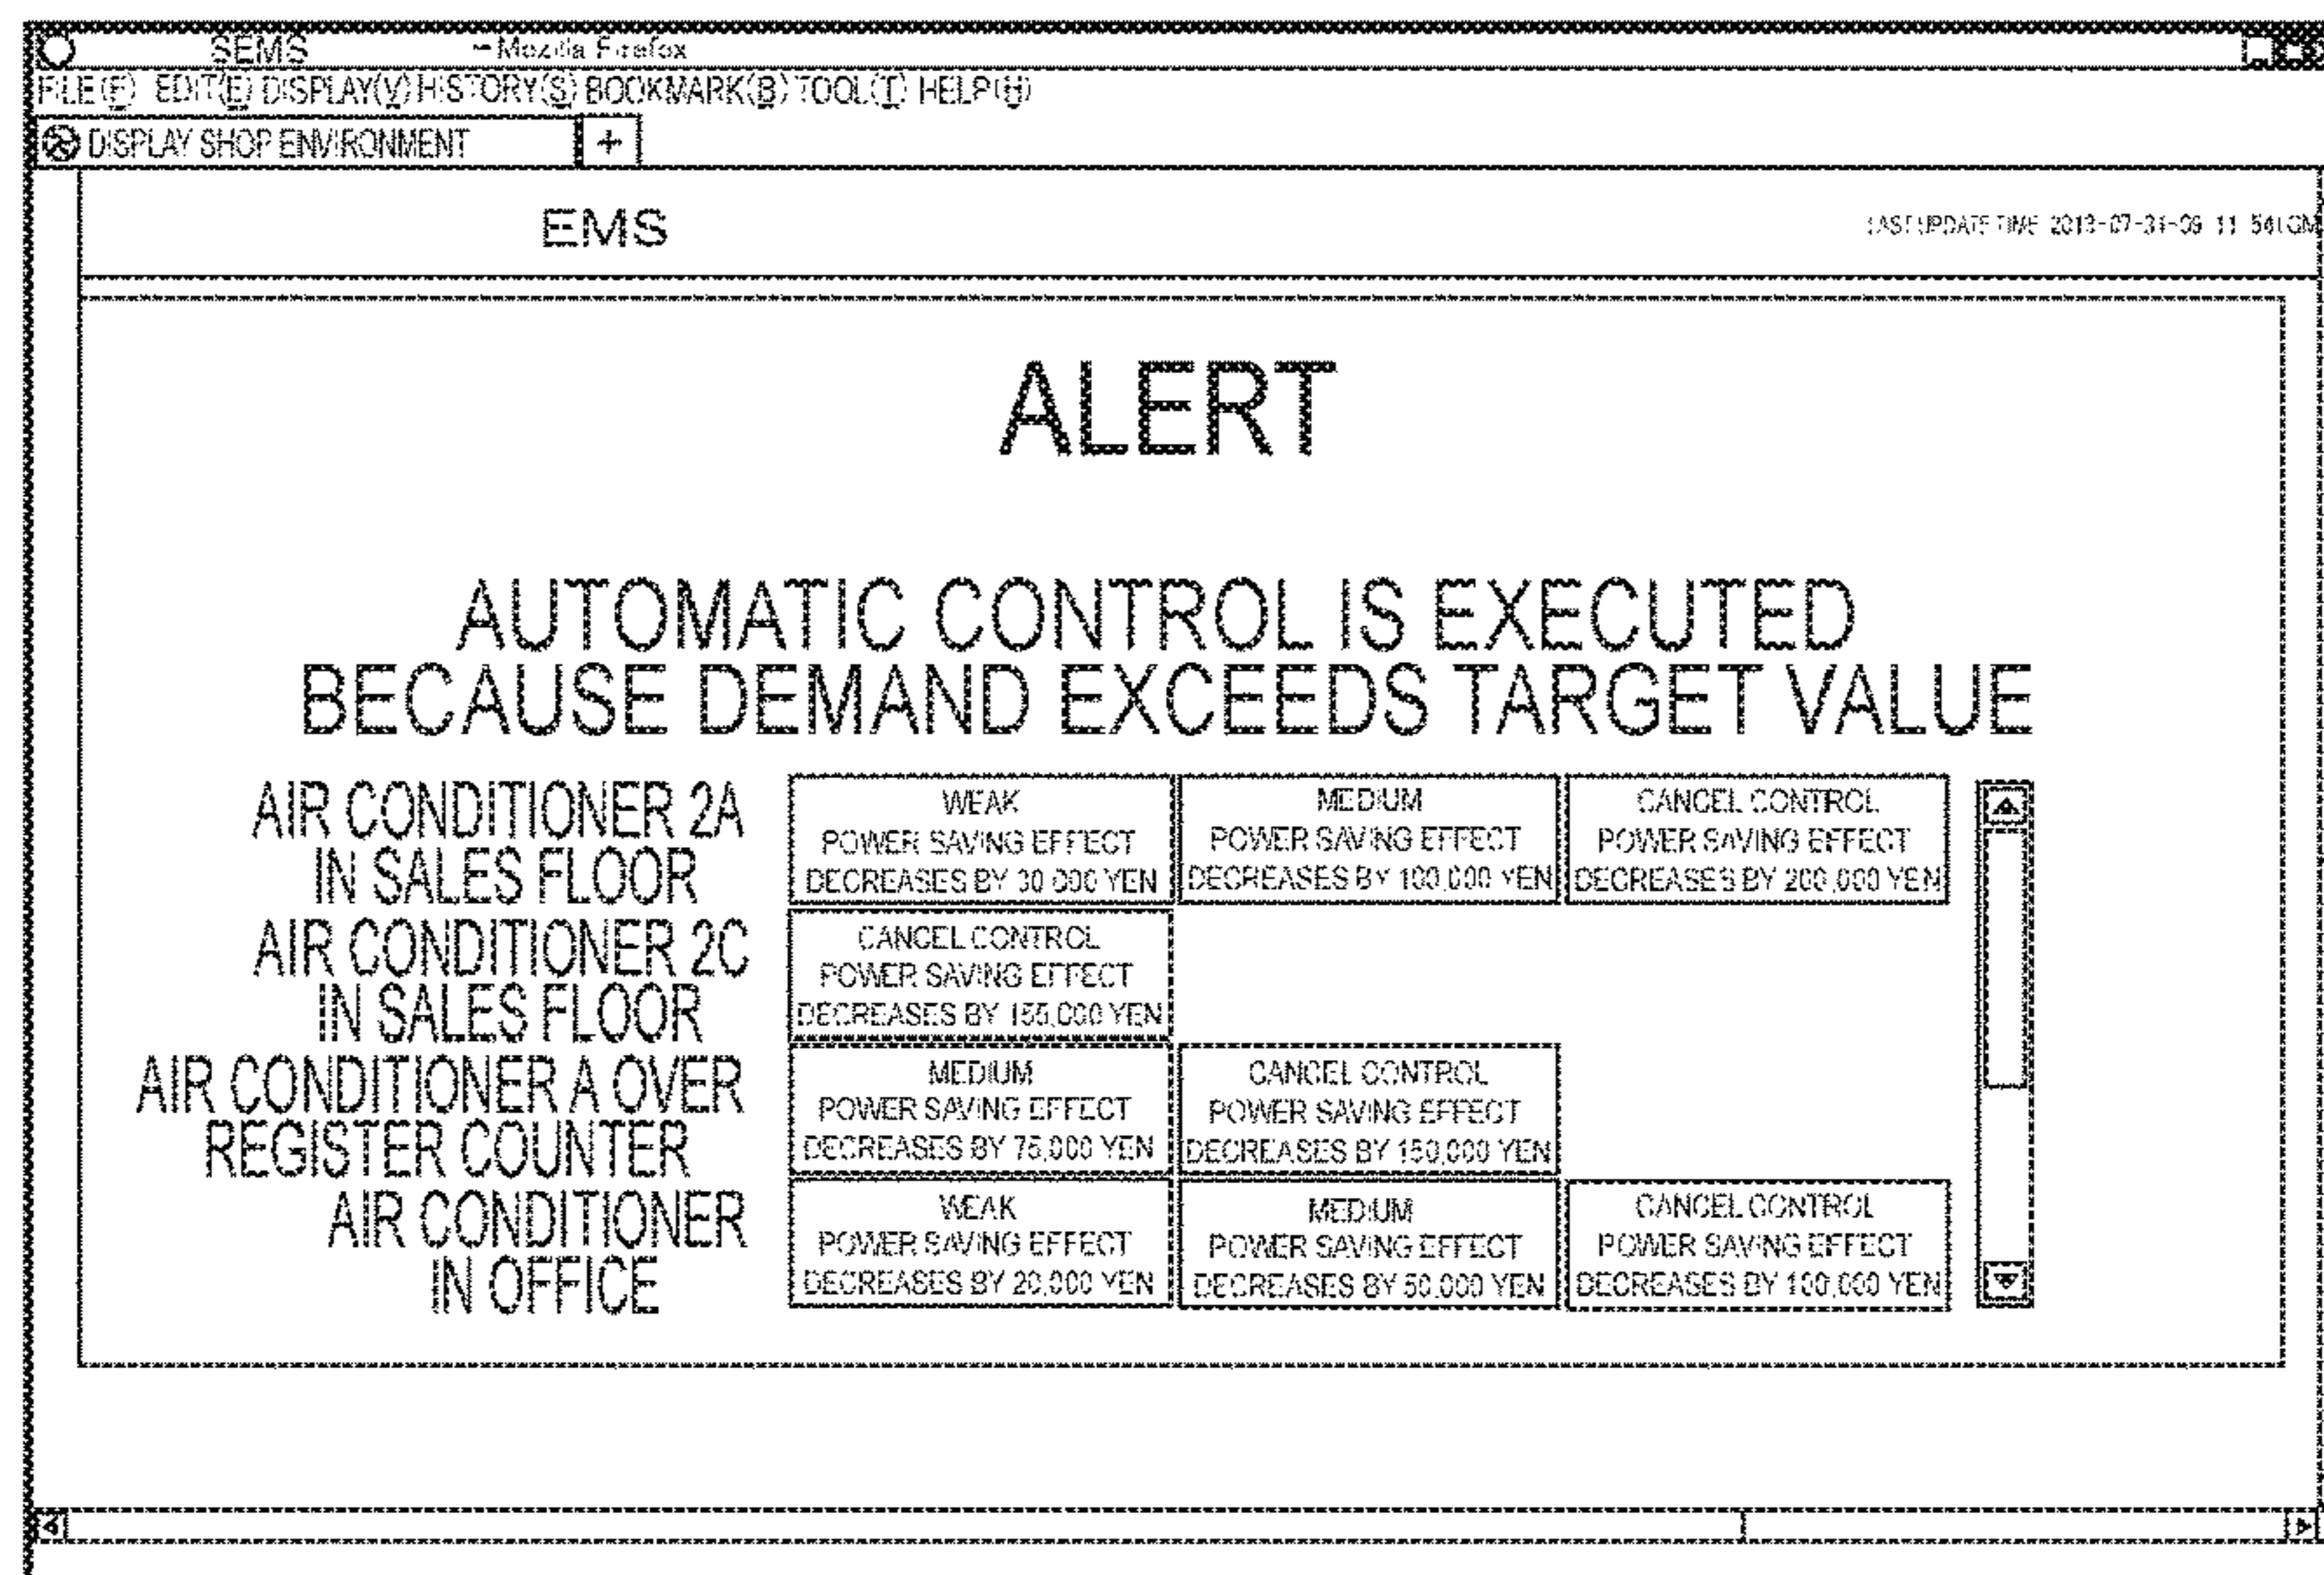 SEMS - Mozilla Firefox
FILE(F) EDIT(E) DISPLAY(V) HISTORY(S) BOOKMARK(B) TOOL(T) HELP(H)
DISPLAY SHOP ENVIRONMENT +
EMS
LAST UPDATE TIME
ALERT
AUTOMATIC CONTROL IS EXECUTED
BECAUSE DEMAND EXCEEDS TARGET VALUE
AIR CONDITIONER 2A
IN SALES FLOOR
WEAK
POWER SAVING EFFECT
DECREASES BY 30,000 YEN
MEDIUM
POWER SAVING EFFECT
DECREASES BY 100,000 YEN
CANCEL CONTROL
POWER SAVING EFFECT
DECREASES BY 200,000 YEN
AIR CONDITIONER 2C
IN SALES FLOOR
CANCEL CONTROL
POWER SAVING EFFECT
DECREASES BY 155,000 YEN
AIR CONDITIONER A OVER
REGISTER COUNTER
MEDIUM
POWER SAVING EFFECT
DECREASES BY 75,000 YEN
CANCEL CONTROL
POWER SAVING EFFECT
DECREASES BY 150,000 YEN
AIR CONDITIONER
IN OFFICE
WEAK
POWER SAVING EFFECT
DECREASES BY 20,000 YEN
MEDIUM
POWER SAVING EFFECT
DECREASES BY 50,000 YEN
CANCEL CONTROL
POWER SAVING EFFECT
DECREASES BY 100,000 YEN